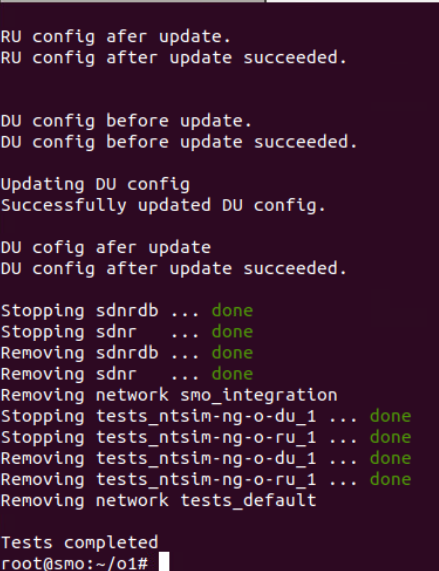 RU config afer update.
RU config after update succeeded.
DU config before update.
DU config before update succeeded.
Updating DU config
Successfully updated DU config.
DU cofig afer update
DU config after update succeeded.
Stopping sdnrdb ... done
Stopping sdnr   ... done
Removing sdnrdb ... done
Removing sdnr   ... done
Removing network smo_integration
Stopping tests_ntsim-ng-o-du_1 ... done
Stopping tests_ntsim-ng-o-ru_1 ... done
Removing tests_ntsim-ng-o-du_1 ... done
Removing tests_ntsim-ng-o-ru_1 ... done
Removing network tests_default
Tests completed
root@smo:~/o1#